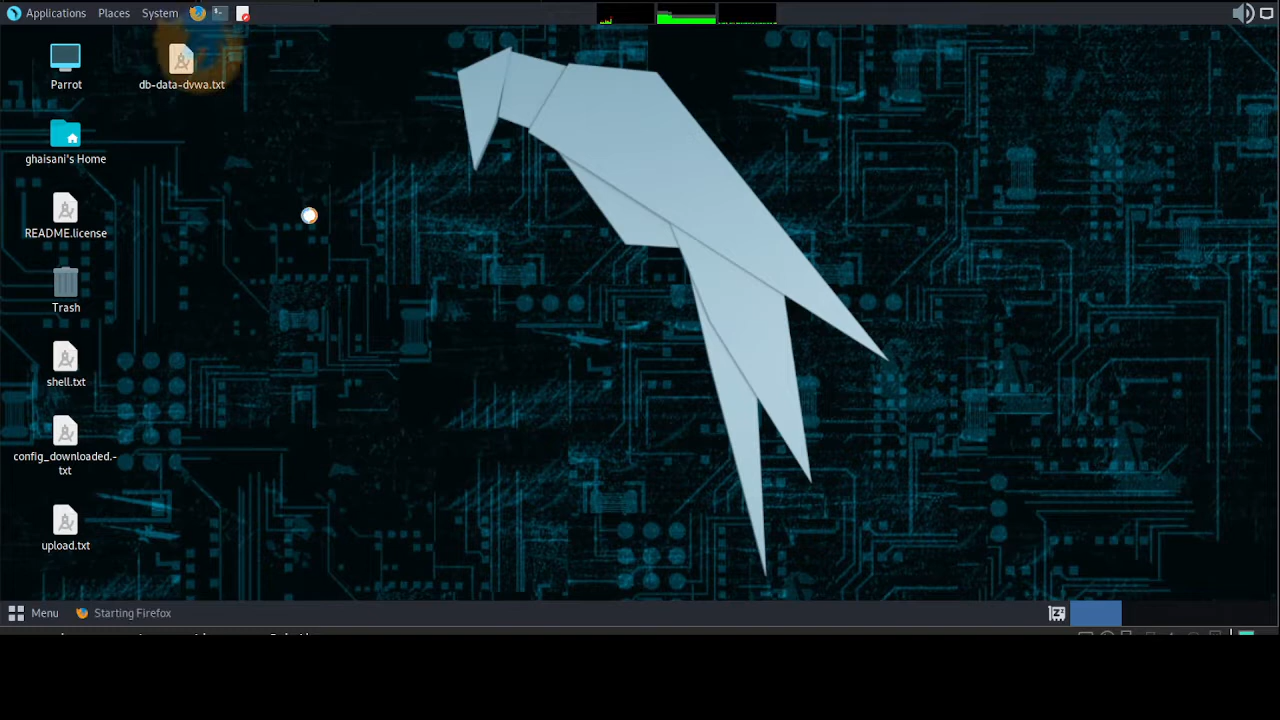 Applications Places System
Parrot
db-data-dvwa.txt
ghaisani's Home
README.license
Trash
shell.txt
config_downloaded.-
txt
upload.txt
Menu Starting Firefox